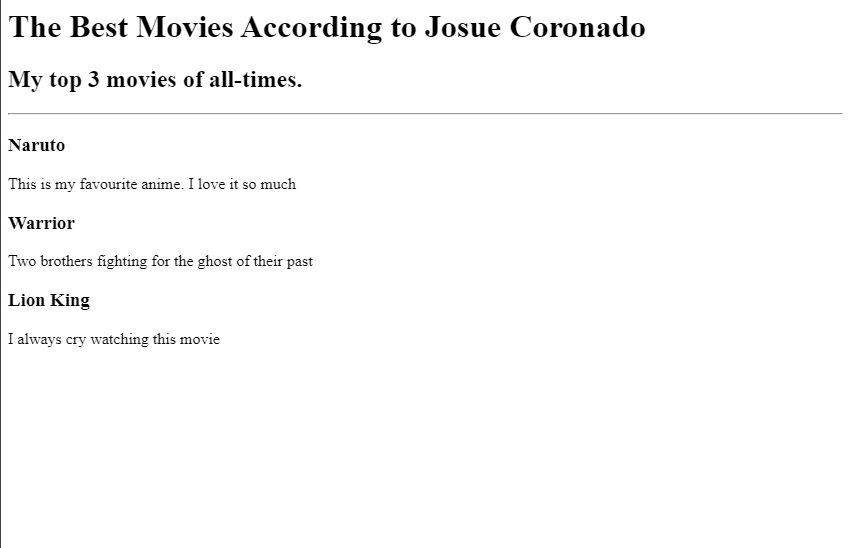 The Best Movies According to Josue Coronado
My top 3 movies of all-times.
Naruto
This is my favourite anime. I love it so much
Warrior
Two brothers fighting for the ghost of their past
Lion King
I always cry watching this movie